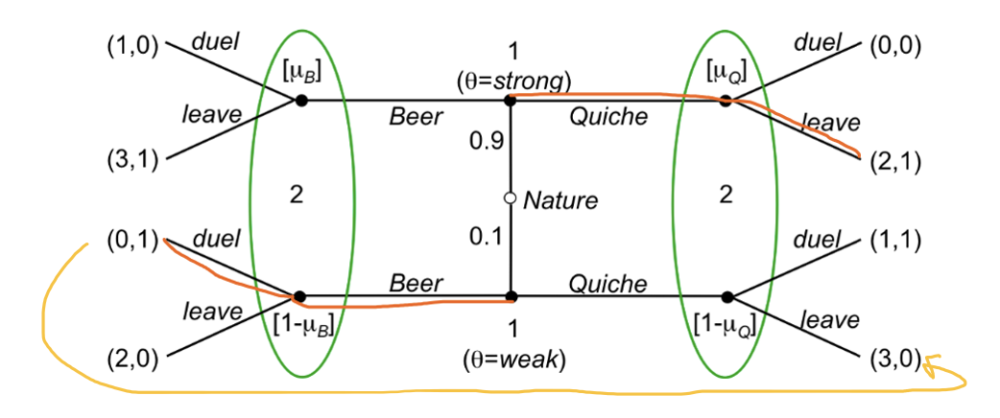 (1,0) duel
[μB]
1
(θ=strong)
[μQ]
duel (0,0)
leave
(3,1)
Beer
0.9
Quiche
leave
(2,1)
2
Nature
2
(0,1) duel
0.1
duel (1,1)
Beer
Quiche
leave
(2,0)
[1-μB]
1
(θ=weak)
[1-μQ]
leave
(3,0)